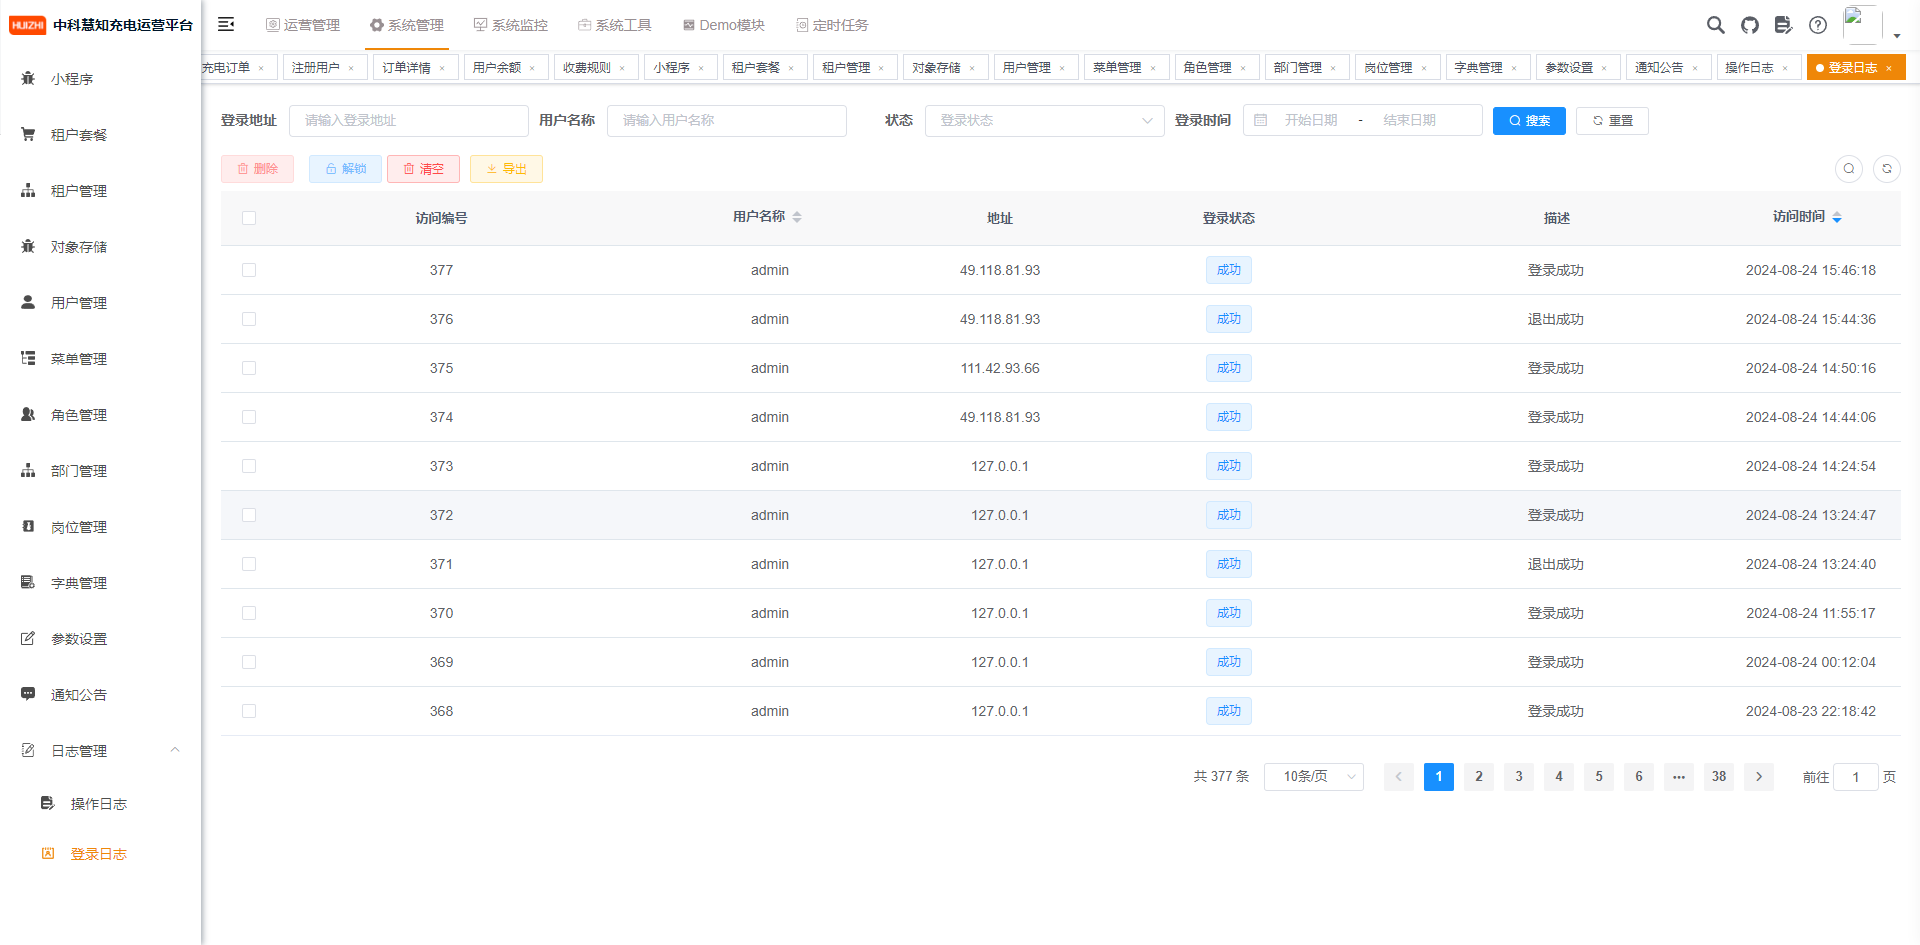 HUIZHI 中科慧知充电运营平台
运营管理 系统管理 系统监控 系统工具 Demo模块 定时任务
充电订单 × 注册用户 × 订单详情 × 用户余额 × 收费规则 × 小程序 × 租户套餐 × 租户管理 × 对象存储 × 用户管理 × 菜单管理 × 角色管理 × 部门管理 × 岗位管理 × 字典管理 × 参数设置 × 通知公告 × 操作日志 × 登录日志 ×
小程序
租户套餐
租户管理
对象存储
用户管理
菜单管理
角色管理
部门管理
岗位管理
字典管理
参数设置
通知公告
日志管理
操作日志
登录日志
登录地址 请输入登录地址 用户名称 请输入用户名称 状态 登录状态 登录时间 开始日期 - 结束日期 搜索 重置
删除 解锁 清空 导出
访问编号 用户名称 地址 登录状态 描述 访问时间
377 admin 49.118.81.93 成功 登录成功 2024-08-24 15:46:18
376 admin 49.118.81.93 成功 退出成功 2024-08-24 15:44:36
375 admin 111.42.93.66 成功 登录成功 2024-08-24 14:50:16
374 admin 49.118.81.93 成功 登录成功 2024-08-24 14:44:06
373 admin 127.0.0.1 成功 登录成功 2024-08-24 14:24:54
372 admin 127.0.0.1 成功 登录成功 2024-08-24 13:24:47
371 admin 127.0.0.1 成功 退出成功 2024-08-24 13:24:40
370 admin 127.0.0.1 成功 登录成功 2024-08-24 11:55:17
369 admin 127.0.0.1 成功 登录成功 2024-08-24 00:12:04
368 admin 127.0.0.1 成功 登录成功 2024-08-23 22:18:42
共 377 条 10条/页 1 2 3 4 5 6 ••• 38 前往 1 页